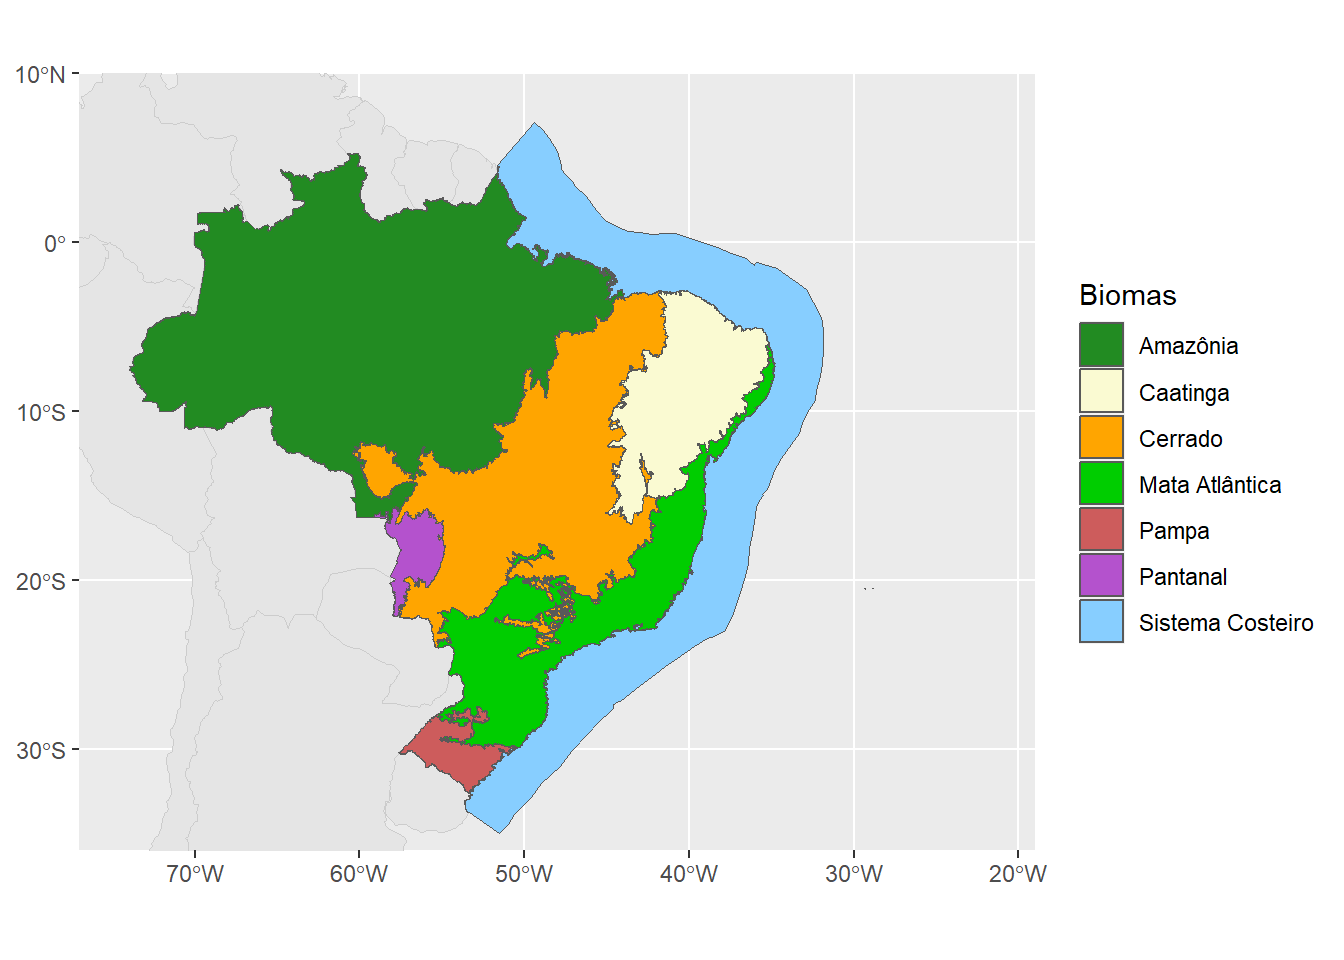 10°N
0°
10°S
20°S
30°S
70°W
60°W
50°W
40°W
30°W
20°W
Biomas
Amazônia
Caatinga
Cerrado
Mata Atlântica
Pampa
Pantanal
Sistema Costeiro